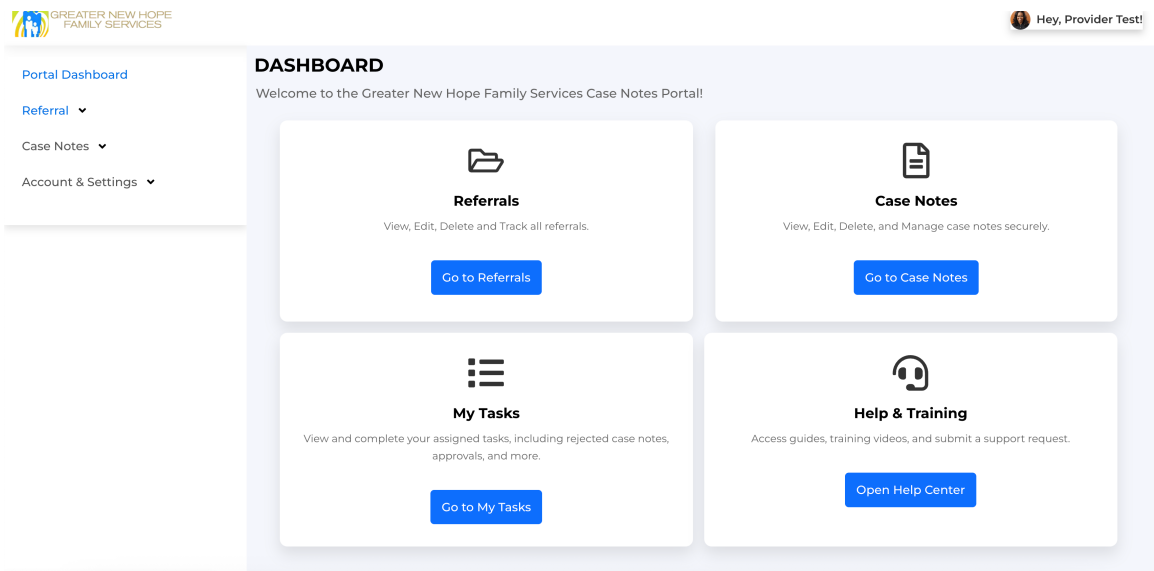 GREATER NEW HOPE
FAMILY SERVICES
Hey, Provider Test!
Portal Dashboard
Referral
Case Notes
Account & Settings
DASHBOARD
Welcome to the Greater New Hope Family Services Case Notes Portal!
Referrals
View, Edit, Delete and Track all referrals.
Go to Referrals
Case Notes
View, Edit, Delete, and Manage case notes securely.
Go to Case Notes
My Tasks
View and complete your assigned tasks, including rejected case notes,
approvals, and more.
Go to My Tasks
Help & Training
Access guides, training videos, and submit a support request.
Open Help Center